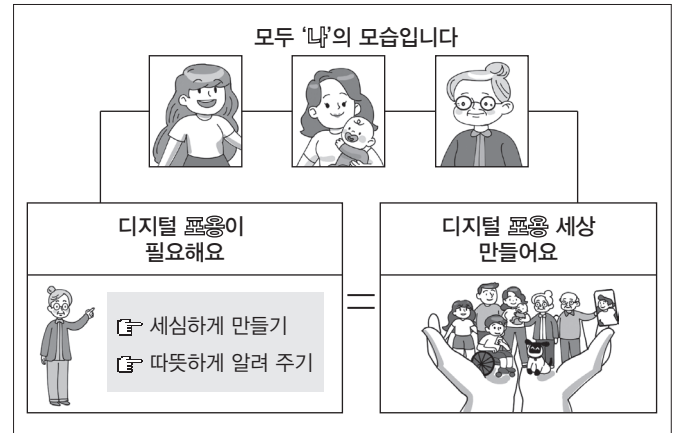 모두 ‘나’의 모습입니다
디지털 포옹이
필요해요
☞ 세심하게 만들기
☞ 따뜻하게 알려 주기
=
디지털 포용 세상
만들어요